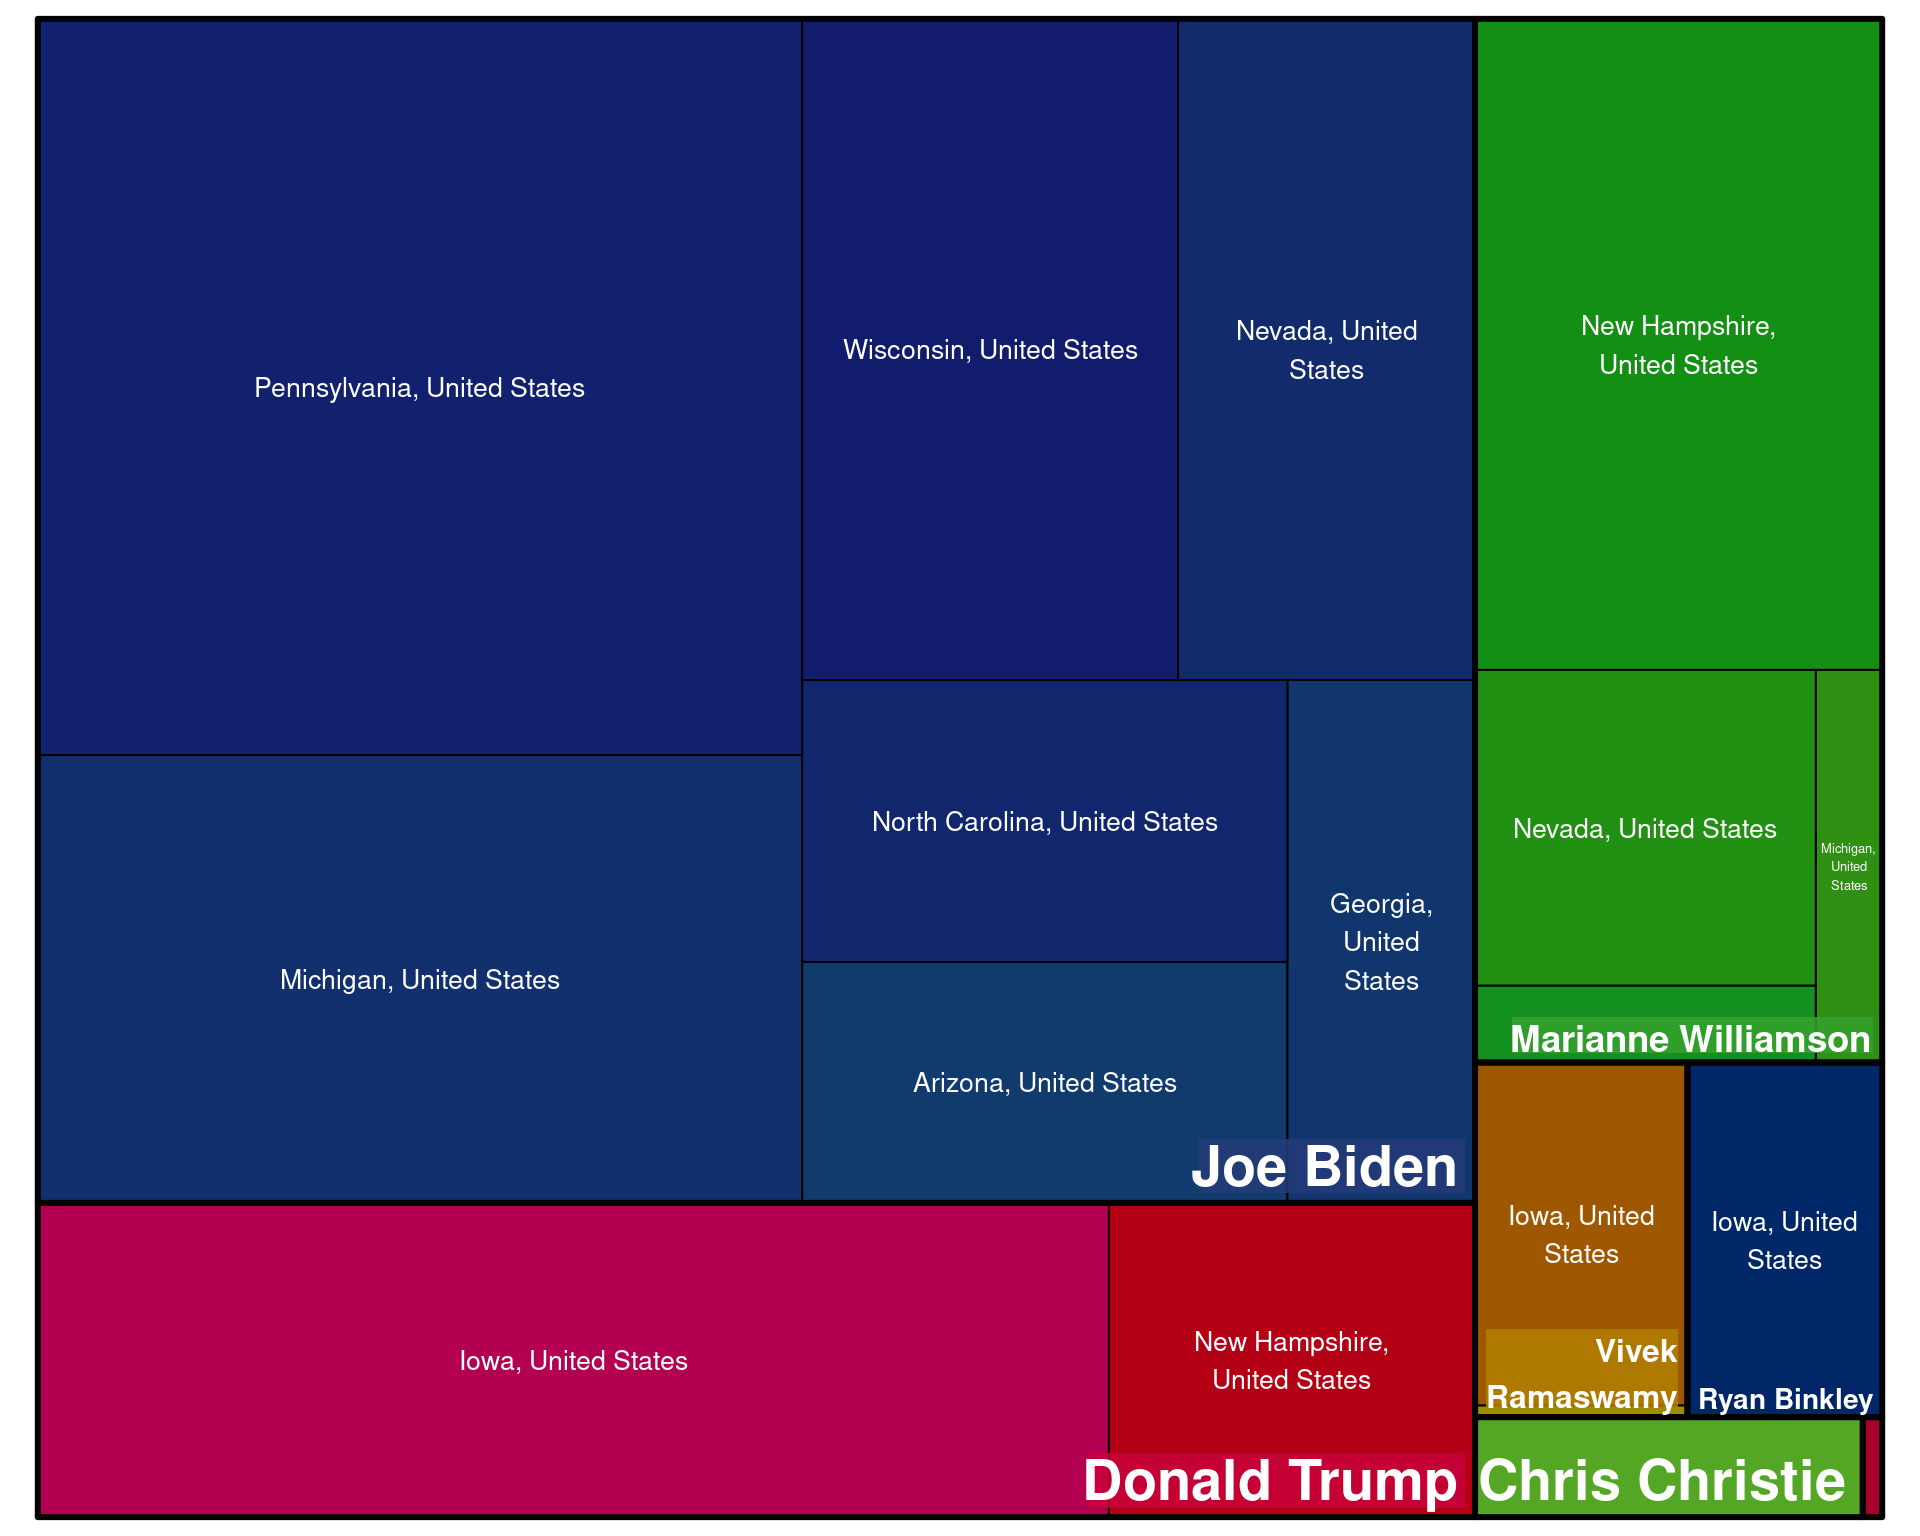 Pennsylvania, United States
Wisconsin, United States
Nevada, United
States
Michigan, United States
North Carolina, United States
Georgia,
United
States
Arizona, United States
Joe Biden
Iowa, United States
New Hampshire,
United States
Donald Trump
New Hampshire,
United States
Nevada, United States
Michigan,
United
States
Marianne Williamson
Iowa, United
States
Vivek
Ramaswamy
Iowa, United
States
Ryan Binkley
Chris Christie